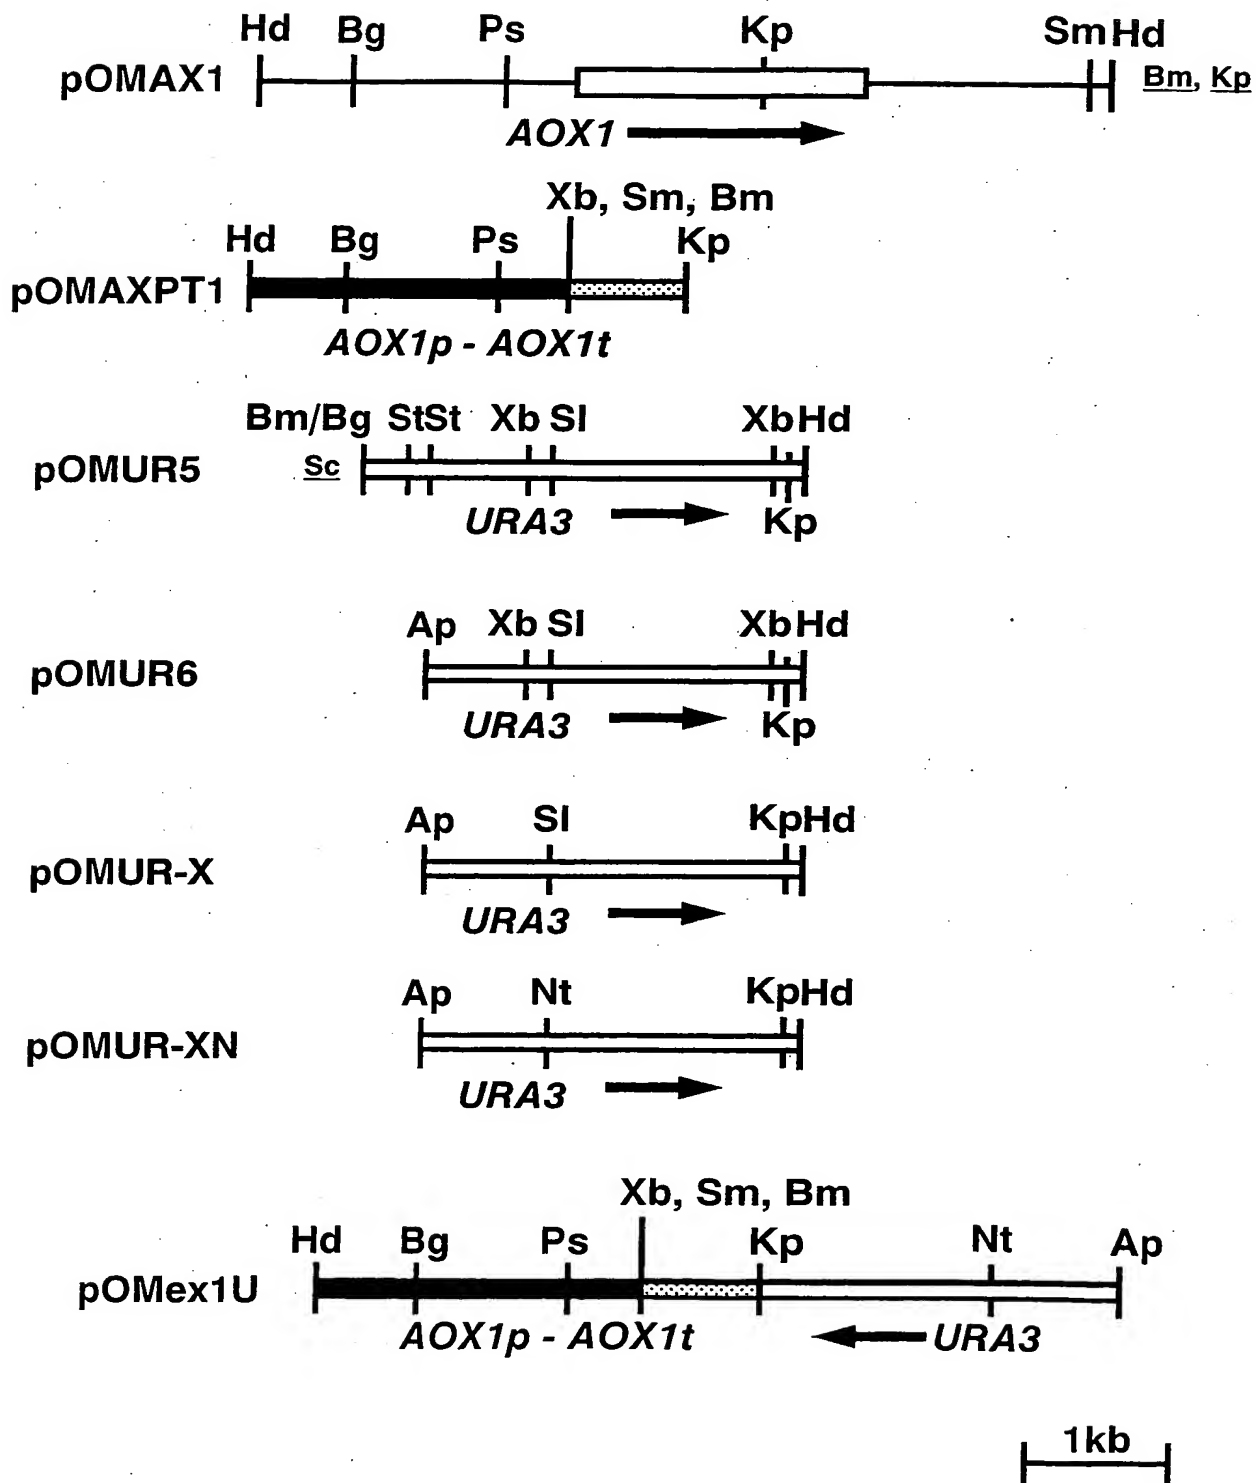 Hd Bg Ps Kp Sm Hd
pOMAX1 Bm, Kp
AOX1
Xb, Sm, Bm
Hd Bg Ps Kp
pOMAXPT1
AOX1p - AOX1t
Bm/Bg St St Xb Sl Xb Hd
pOMUR5 Sc
URA3 Kp
Ap Xb Sl Xb Hd
pOMUR6
URA3 Kp
Ap Sl Kp Hd
pOMUR-X
URA3
Ap Nt Kp Hd
pOMUR-XN
URA3
Xb, Sm, Bm
Hd Bg Ps Kp Nt Ap
pOMex1U
AOX1p - AOX1t URA3
1kb